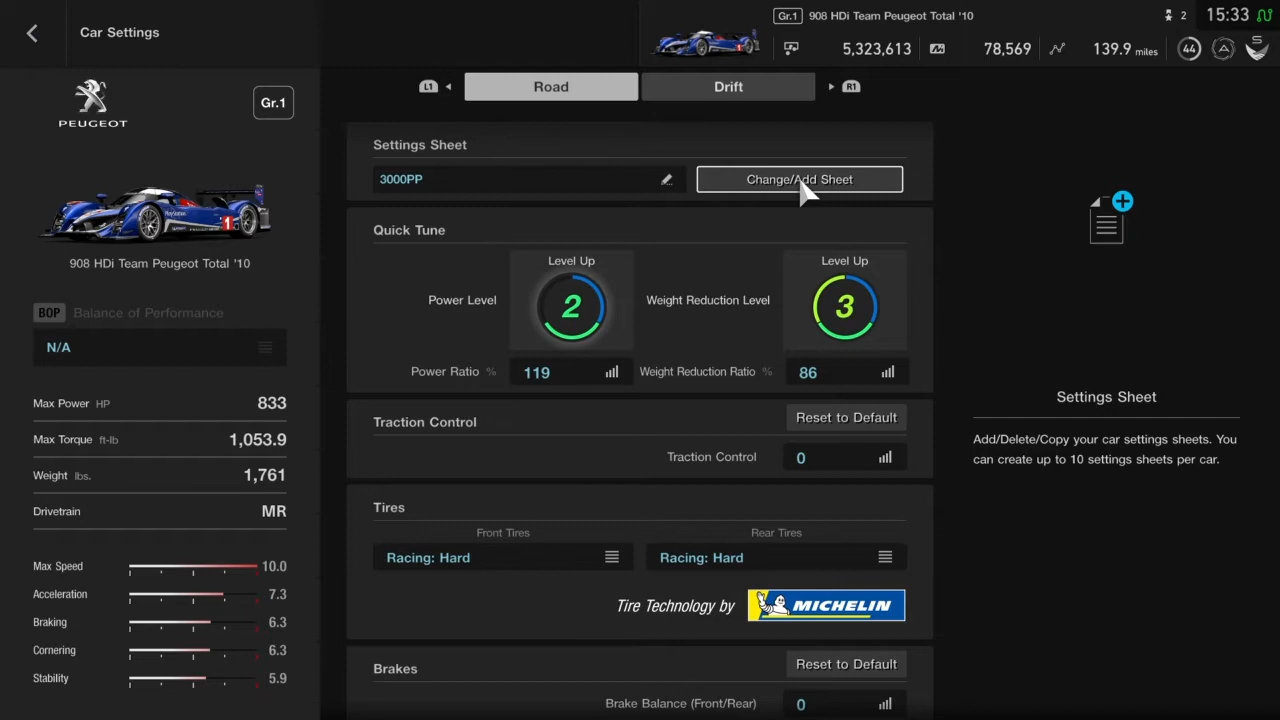 Car Settings
Gr.1 908 HDi Team Peugeot Total '10
2
15:33
5,323,613
78,569
139.9 miles
44
A
S
PEUGEOT
Gr.1
L1
Road
Drift
R1
PlayStation
1
908 HDi Team Peugeot Total '10
BOP Balance of Performance
N/A
Max Power HP 833
Max Torque ft-lb 1,053.9
Weight lbs. 1,761
Drivetrain MR
Max Speed 10.0
Acceleration 7.3
Braking 6.3
Cornering 6.3
Stability 5.9
Settings Sheet
3000PP
Change/Add Sheet
Quick Tune
Level Up
Level Up
Power Level 2
Weight Reduction Level 3
Power Ratio % 119
Weight Reduction Ratio % 86
Traction Control
Reset to Default
Traction Control 0
Tires
Front Tires
Rear Tires
Racing: Hard
Racing: Hard
Tire Technology by MICHELIN
Brakes
Reset to Default
Brake Balance (Front/Rear) 0
Settings Sheet
Add/Delete/Copy your car settings sheets. You
can create up to 10 settings sheets per car.